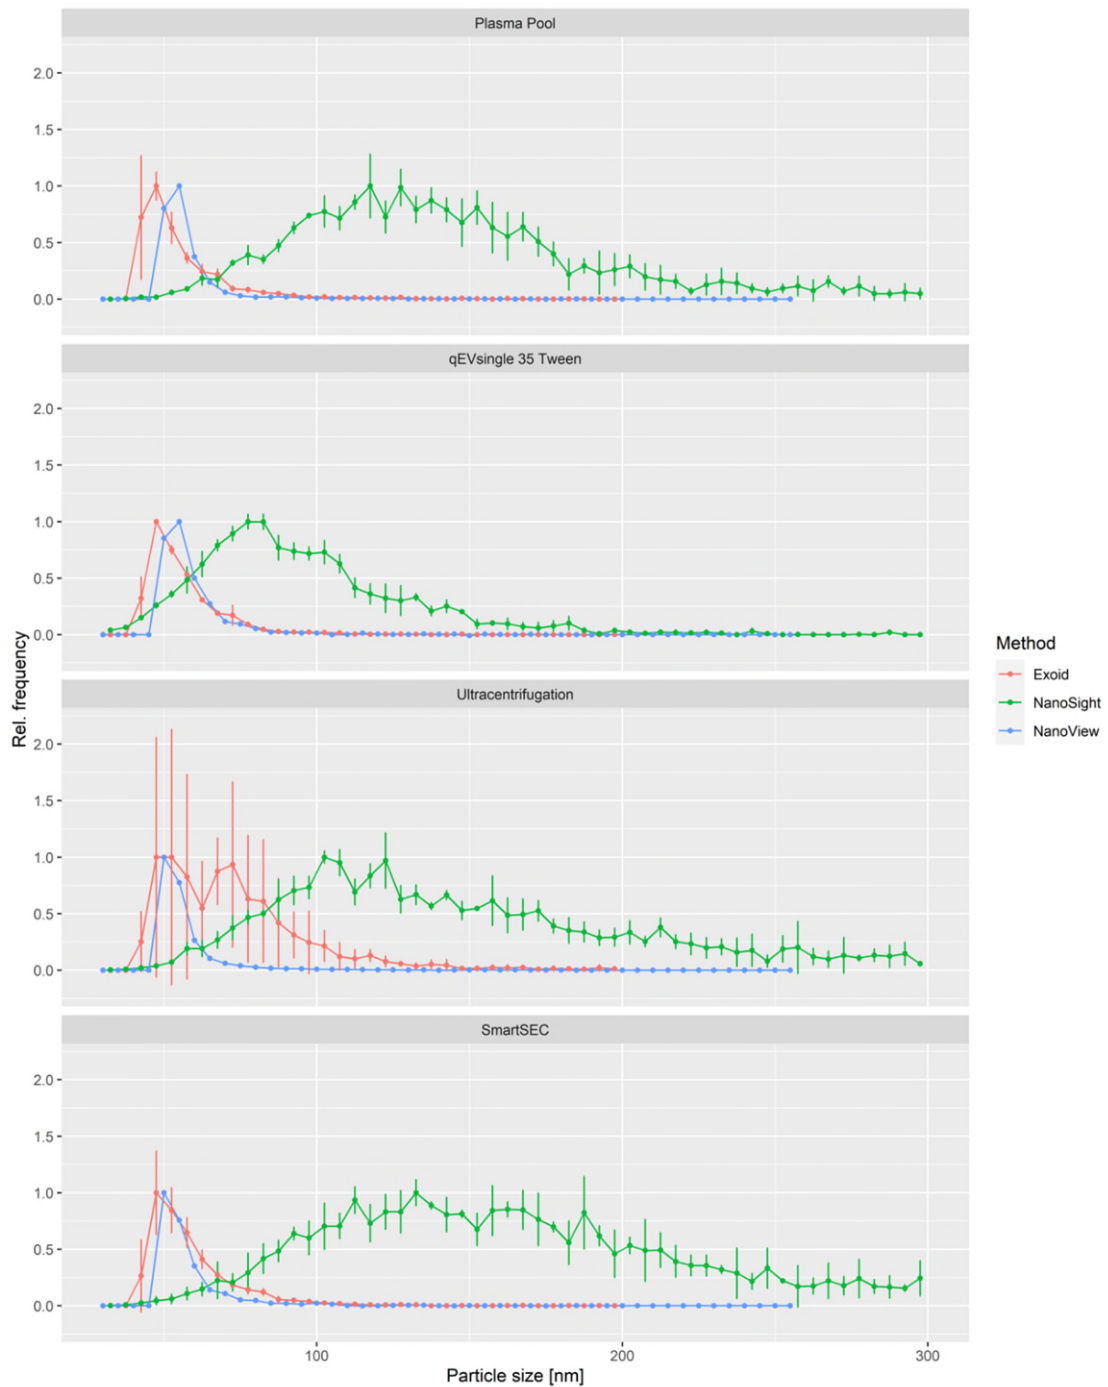 Plasma Pool
2.0
1.5
1.0
0.5
0.0
qEVsingle 35 Tween
2.0
1.5
1.0
0.5
0.0
Ultracentrifugation
2.0
1.5
1.0
0.5
0.0
SmartSEC
2.0
1.5
1.0
0.5
0.0
100 200 300
Particle size [nm]
Rel. frequency
Method
Exoid
NanoSight
NanoView